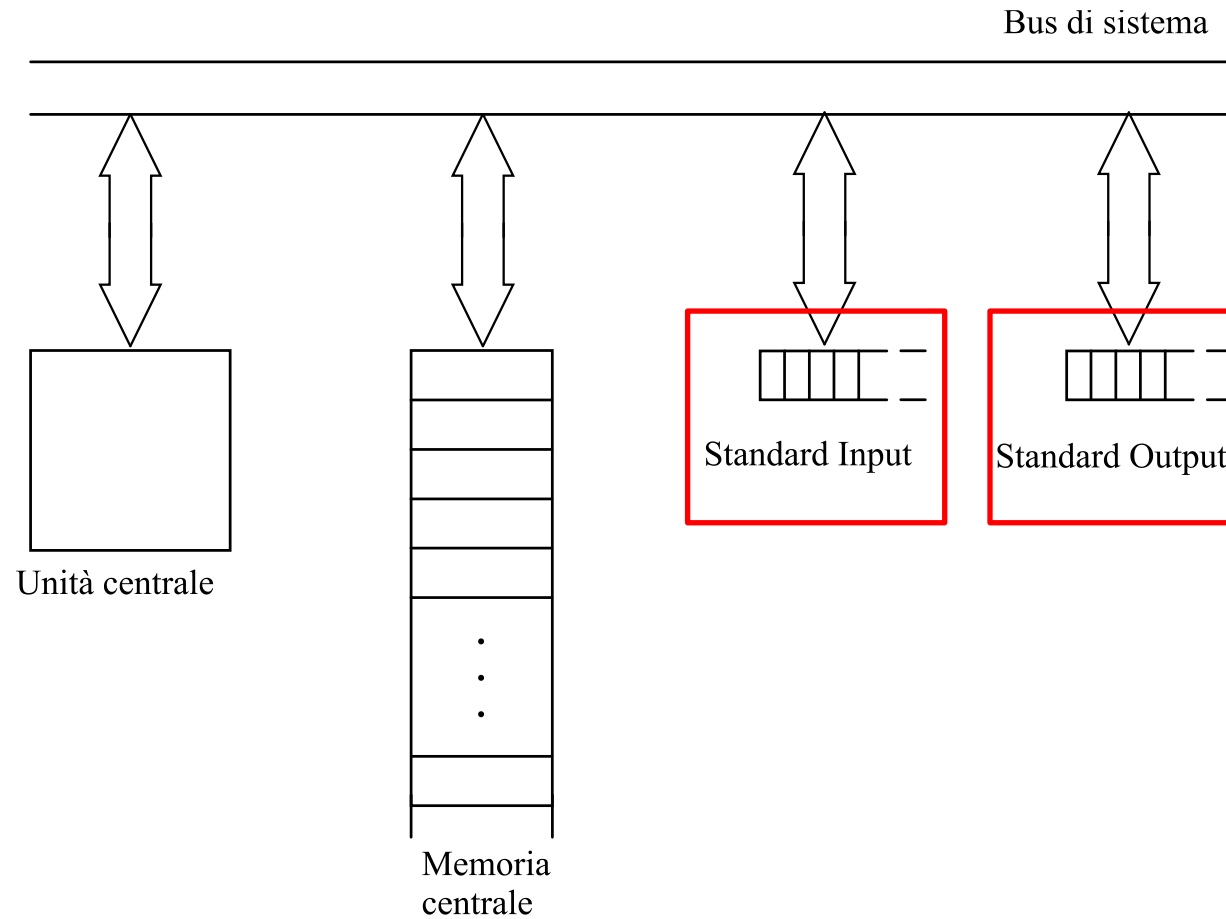 Bus di sistema
Standard Input
Standard Output
Unità centrale
Memoria
centrale